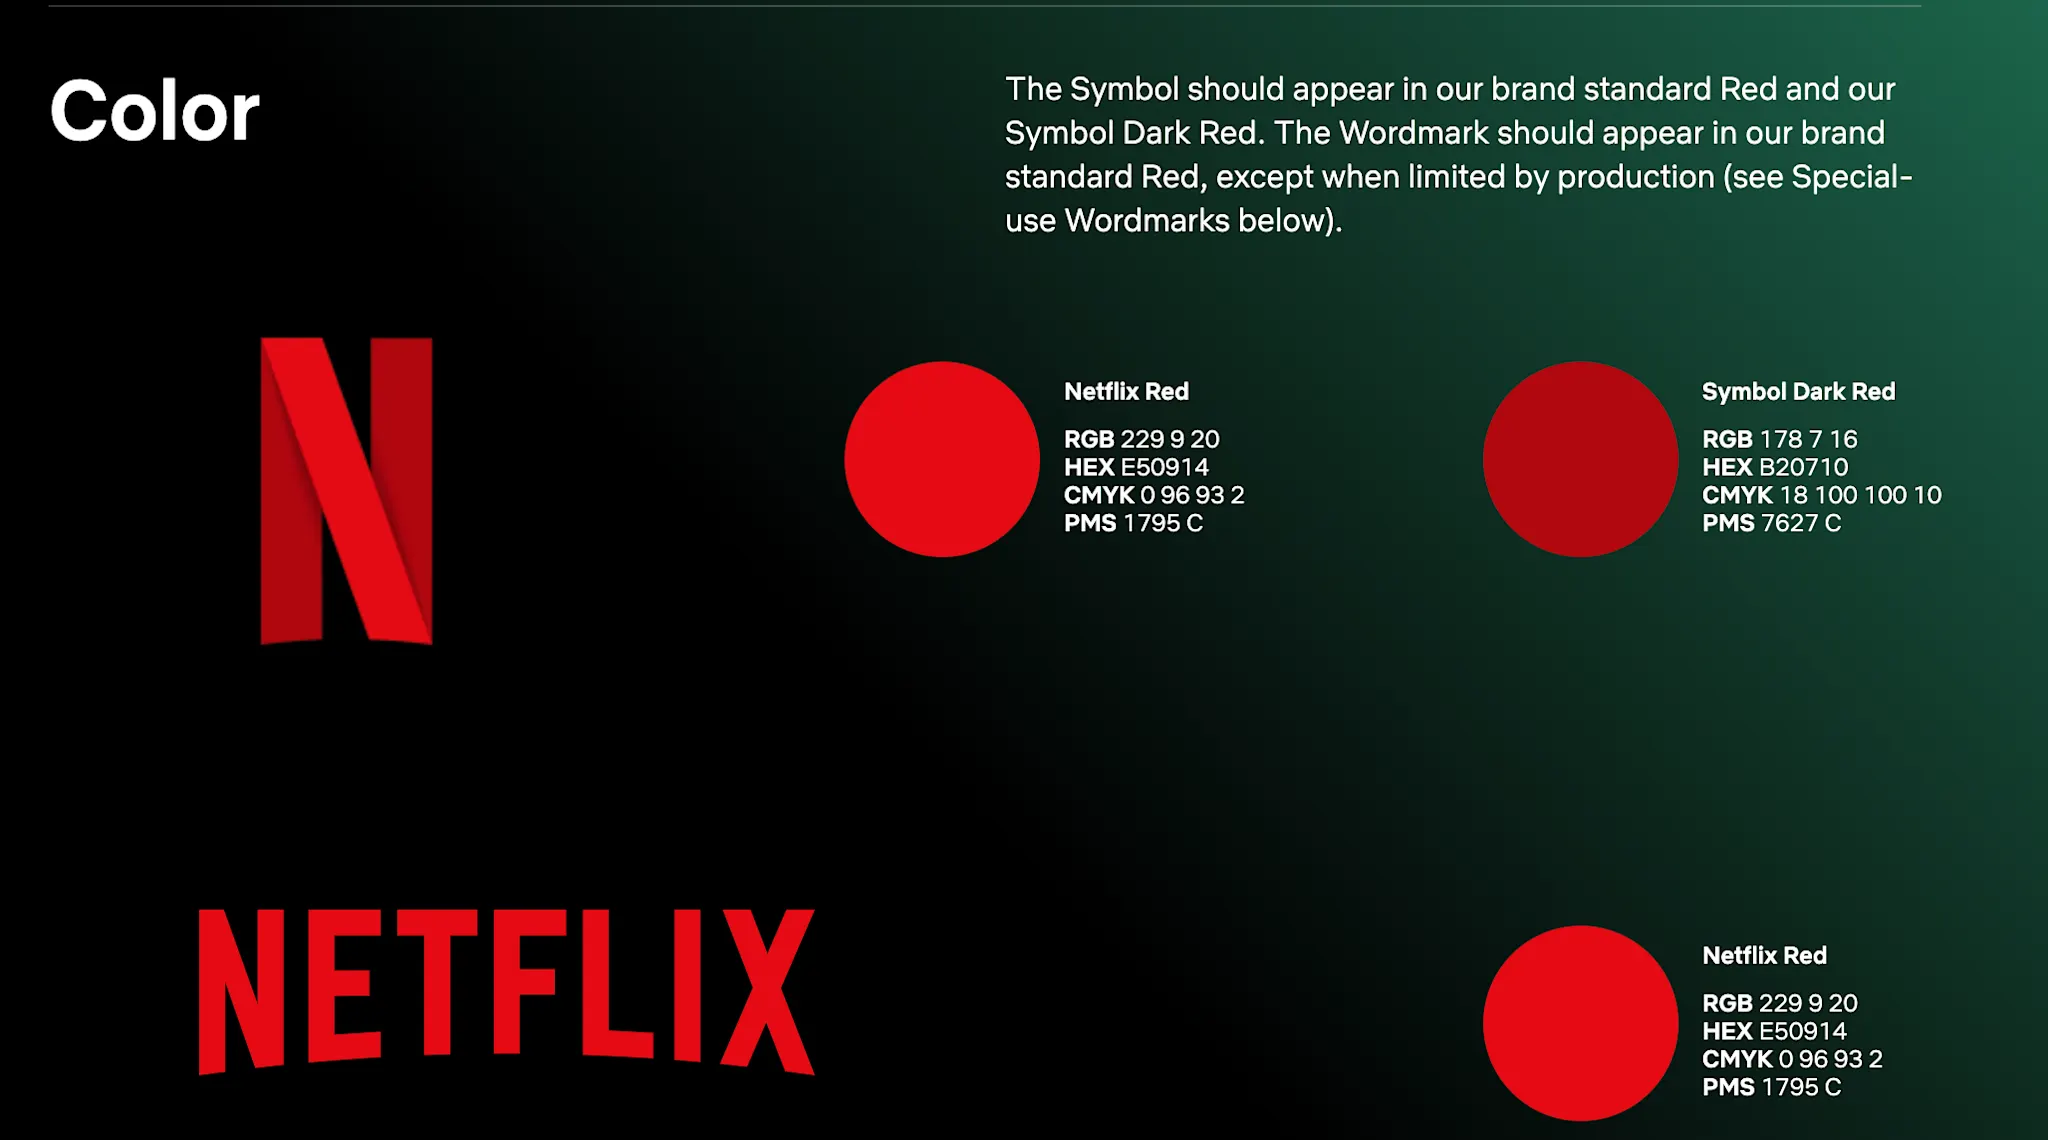 Color
The Symbol should appear in our brand standard Red and our
Symbol Dark Red. The Wordmark should appear in our brand
standard Red, except when limited by production (see Special-
use Wordmarks below).
N
Netflix Red
RGB 229 9 20
HEX E50914
CMYK 0 96 93 2
PMS 1795 C
Symbol Dark Red
RGB 178 7 16
HEX B20710
CMYK 18 100 100 10
PMS 7627 C
NETFLIX
Netflix Red
RGB 229 9 20
HEX E50914
CMYK 0 96 93 2
PMS 1795 C